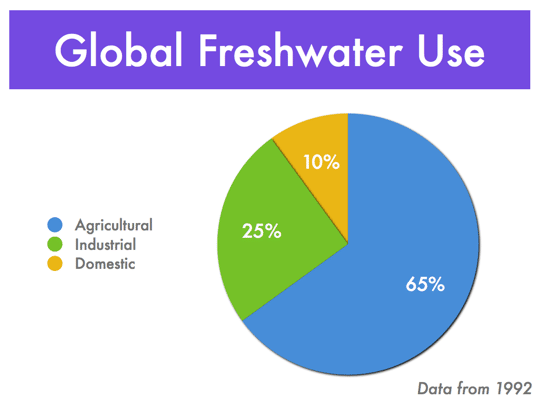 Global Freshwater Use
10%
25%
Agricultural
Industrial
Domestic
65%
Data from 1992